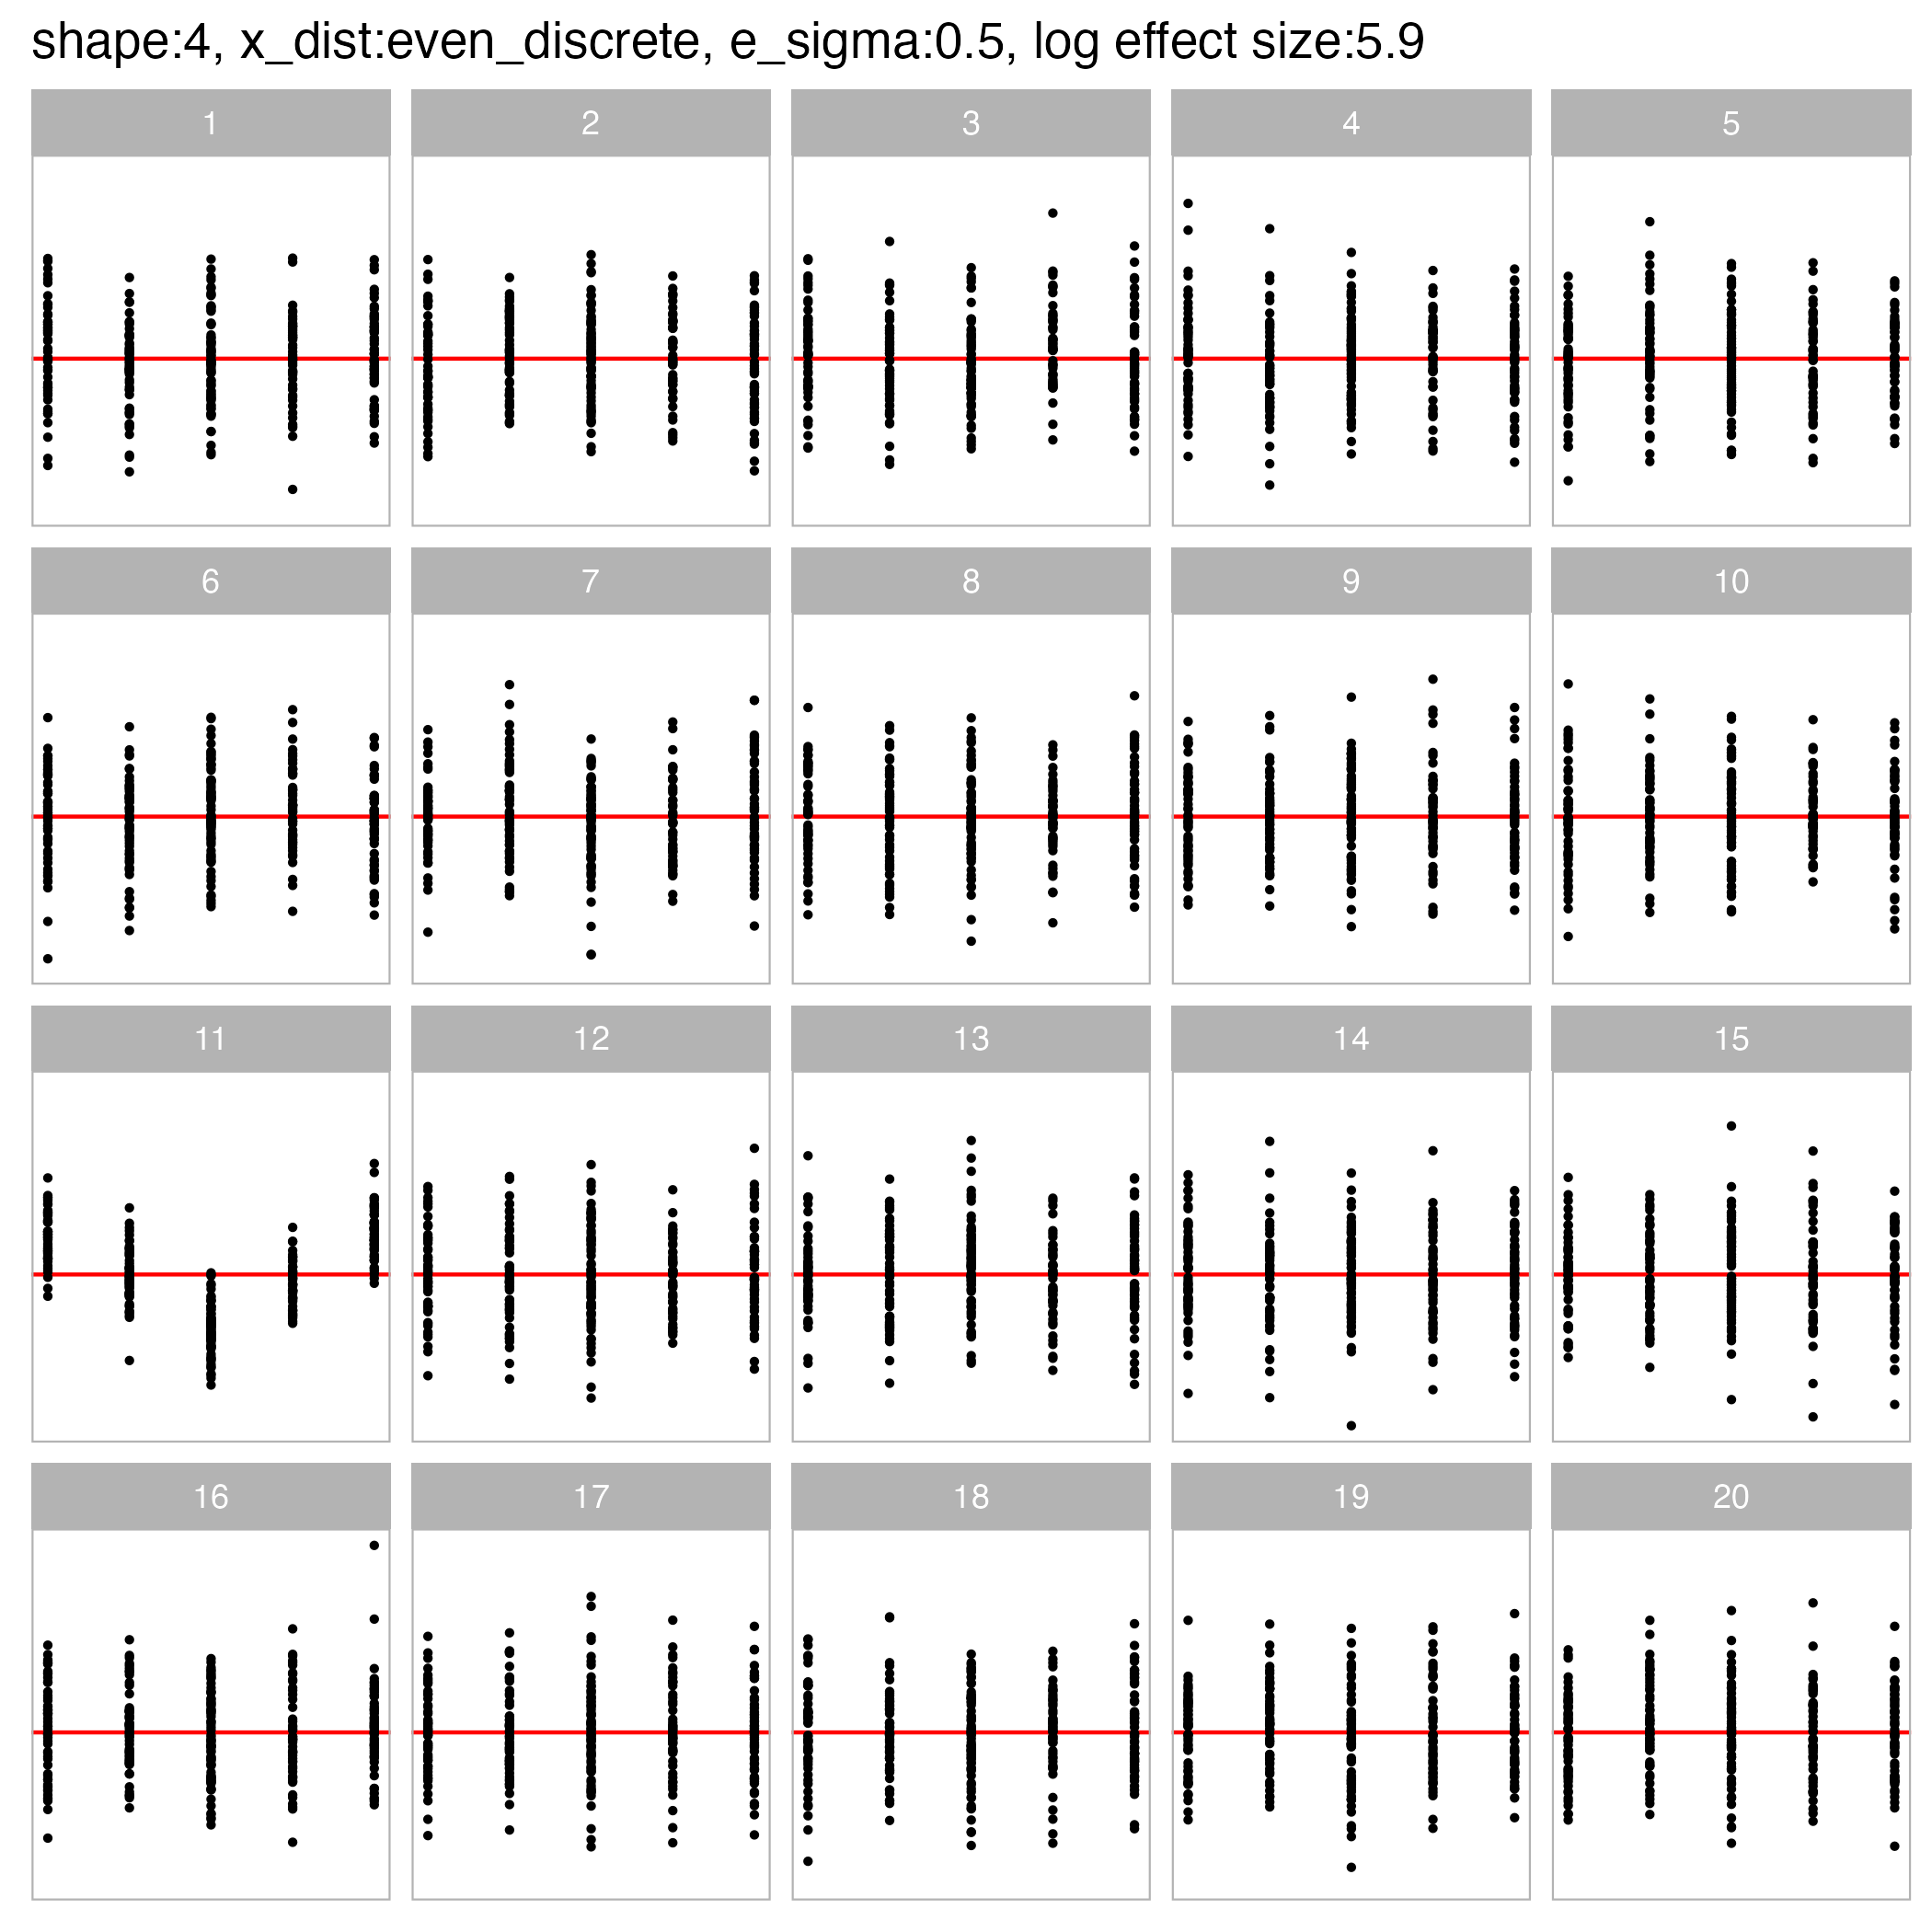 shape:4, x_dist:even_discrete, e_sigma:0.5, log effect size:5.9
1 2 3 4 5
6 7 8 9 10
11 12 13 14 15
16 17 18 19 20